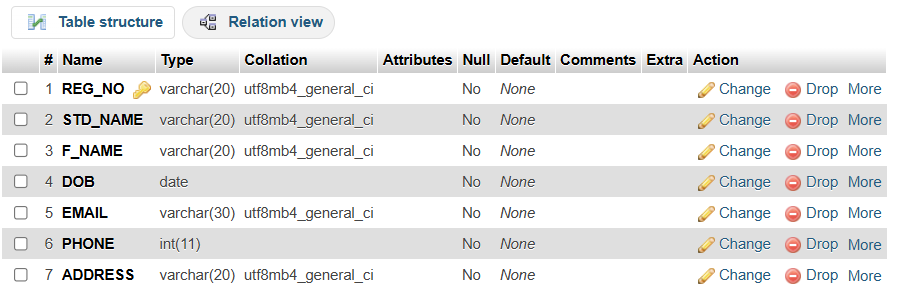 Table structure Relation view
# Name Type Collation Attributes Null Default Comments Extra Action
1 REG_NO varchar(20) utf8mb4_general_ci No None Change Drop More
2 STD_NAME varchar(20) utf8mb4_general_ci No None Change Drop More
3 F_NAME varchar(20) utf8mb4_general_ci No None Change Drop More
4 DOB date No None Change Drop More
5 EMAIL varchar(30) utf8mb4_general_ci No None Change Drop More
6 PHONE int(11) No None Change Drop More
7 ADDRESS varchar(20) utf8mb4_general_ci No None Change Drop More